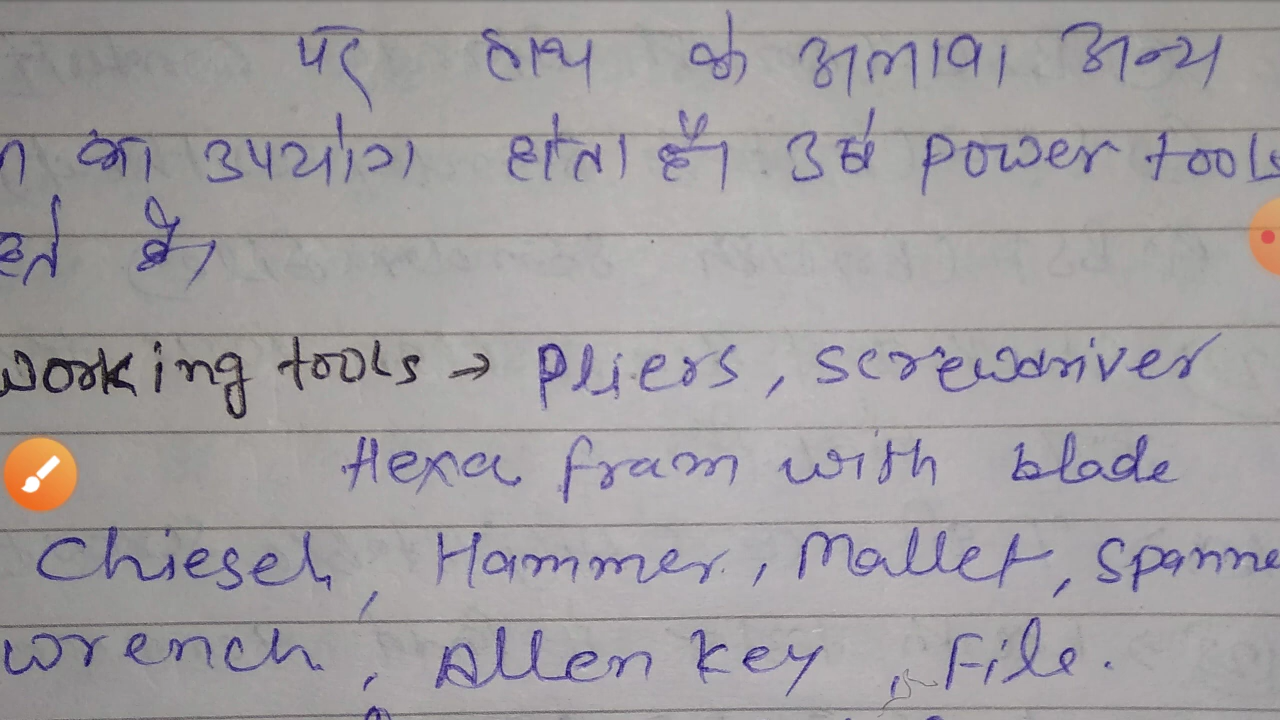 पर हाथ के अलावा अन्य
का उपयोग होता है। उसे power tools
है।
working tools → Pliers, screwdriver
Hexa fram with blade
Chiesel, Hammer, Mallet, Spanne
wrench, Allen key, File.